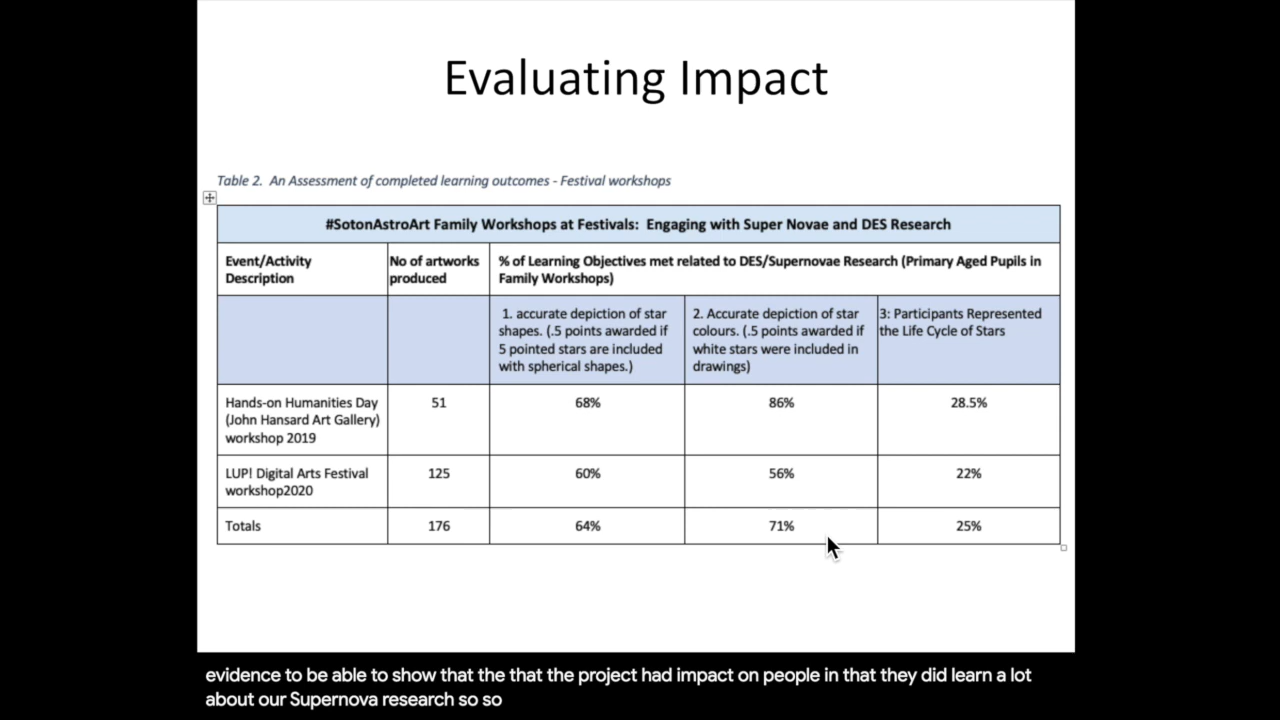 Evaluating Impact
Table 2. An Assessment of completed learning outcomes - Festival workshops
#SotonAstroArt Family Workshops at Festivals: Engaging with Super Novae and DES Research
Event/Activity
Description
No of artworks
produced
% of Learning Objectives met related to DES/Supernovae Research (Primary Aged Pupils in
Family Workshops)
1. accurate depiction of star
shapes. (.5 points awarded if
5 pointed stars are included
with spherical shapes.)
2. Accurate depiction of star
colours. (.5 points awarded if
white stars were included in
drawings)
3: Participants Represented
the Life Cycle of Stars
Hands-on Humanities Day
(John Hansard Art Gallery)
workshop 2019
51
68%
86%
28.5%
LUP! Digital Arts Festival
workshop2020
125
60%
56%
22%
Totals
176
64%
71%
25%
evidence to be able to show that the that the project had impact on people in that they did learn a lot
about our Supernova research so so